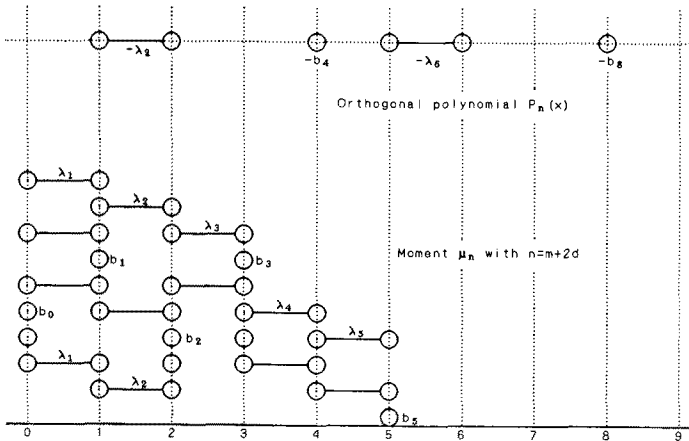 -λ₂
-b₄
-λ₆
-b₈
Orthogonal polynomial Pₙ(x)
λ₁
λ₂
λ₃
b₁
b₃
Moment μₙ with n=m+2d
b₀
λ₄
b₂
λ₅
λ₁
λ₂
b₅
0 1 2 3 4 5 6 7 8 9